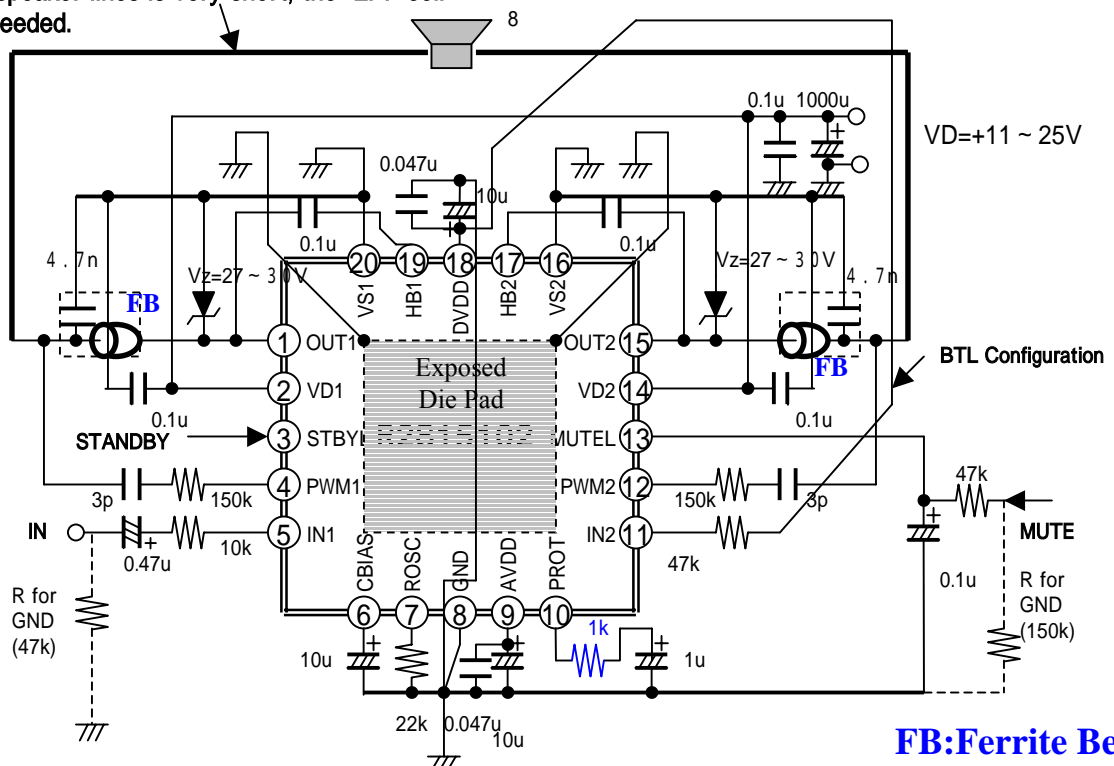 eeded.
8
0.1u 1000u
+
VD=+11 ~ 25V
0.047u
10u
+
0.1u
0.1u
4.7n
Vz=27~30V
Vz=27~30V
4.7n
FB
FB
20 19 18 17 16
VS1 HB1 DVDD HB2 VS2
1 OUT1
OUT2 15
2 VD1
VD2 14
3 STBYL
MUTEL 13
4 PWM1
PWM2 12
5 IN1
IN2 11
Exposed
Die Pad
R2S15102
BTL Configuration
0.1u
0.1u
STANDBY
3p
150k
150k
3p
47k
IN
+
0.47u
10k
47k
+
MUTE
0.1u
R for
GND
(47k)
R for
GND
(150k)
CBIAS ROSC GND AVDD PROT
6 7 8 9 10
10u
+
+
1k
+
1u
22k
0.047u
10u
FB:Ferrite Be